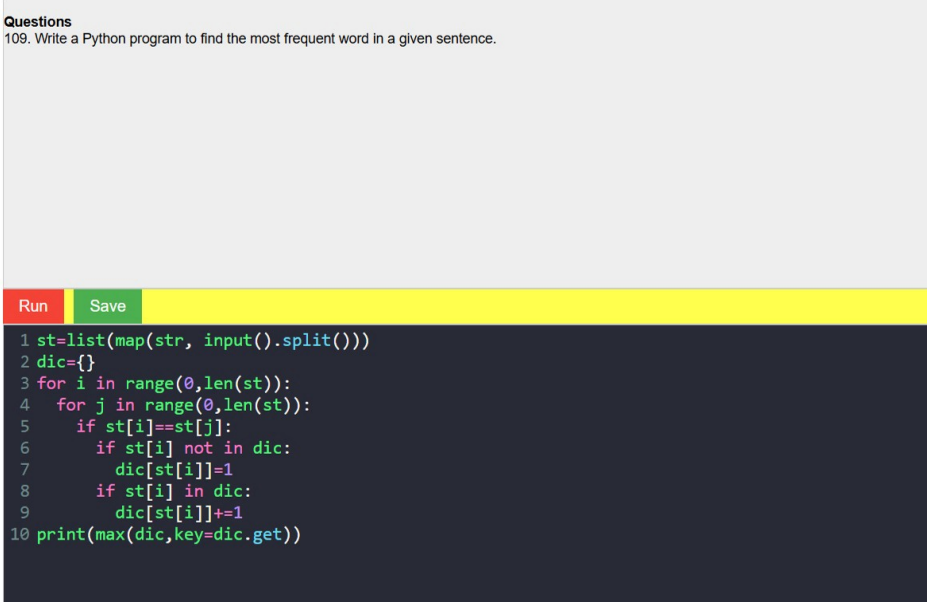 Questions
109. Write a Python program to find the most frequent word in a given sentence.
Run Save
1 st=list(map(str, input().split()))
2 dic={}
3 for i in range(0,len(st)):
4   for j in range(0,len(st)):
5     if st[i]==st[j]:
6       if st[i] not in dic:
7         dic[st[i]]=1
8       if st[i] in dic:
9         dic[st[i]]+=1
10 print(max(dic,key=dic.get))